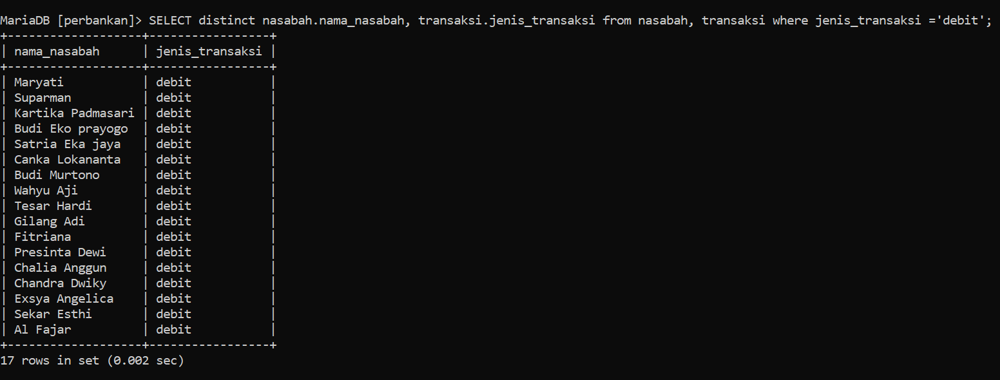 MariaDB [perbankan]> SELECT distinct nasabah.nama_nasabah, transaksi.jenis_transaksi from nasabah, transaksi where jenis_transaksi ='debit';
+-------------------+-----------------+
| nama_nasabah      | jenis_transaksi |
+-------------------+-----------------+
| Maryati           | debit           |
| Suparman          | debit           |
| Kartika Padmasari | debit           |
| Budi Eko prayogo  | debit           |
| Satria Eka jaya   | debit           |
| Canka Lokananta   | debit           |
| Budi Murtono      | debit           |
| Wahyu Aji         | debit           |
| Tesar Hardi       | debit           |
| Gilang Adi        | debit           |
| Fitriana          | debit           |
| Presinta Dewi     | debit           |
| Chalia Anggun     | debit           |
| Chandra Dwiky     | debit           |
| Exsya Angelica    | debit           |
| Sekar Esthi       | debit           |
| Al Fajar          | debit           |
+-------------------+-----------------+
17 rows in set (0.002 sec)